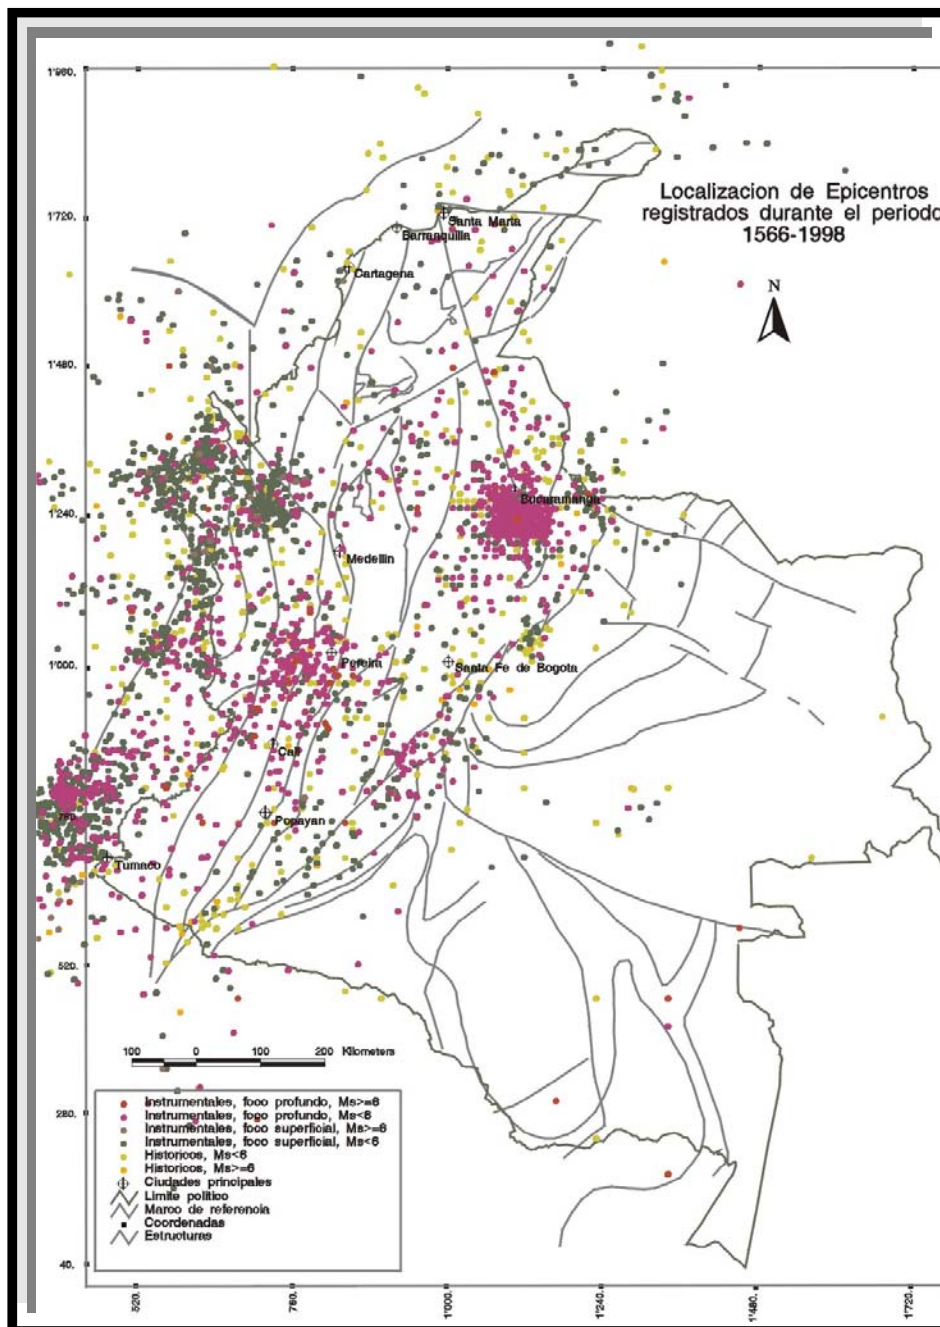 1'960.
Localizacion de Epicentros
registrados durante el periodo
1566-1998
1'720.
Santa Marta
Barranquilla
Cartagena
N
1'480.
Bucaramanga
1'240.
Medellin
Pereira
Santa Fe de Bogota
1'000.
Cali
760.
Popayan
Tumaco
520.
100 0 100 200 Kilometers
Instrumentales, foco profundo, Ms>=6
Instrumentales, foco profundo, Ms<6
Instrumentales, foco superficial, Ms>=6
Instrumentales, foco superficial, Ms<6
Historicos, Ms<6
Historicos, Ms>=6
Ciudades principales
Limite politico
Marco de referencia
Coordenadas
Estructuras
280.
40.
520. 760. 1'000. 1'240. 1'480. 1'720.